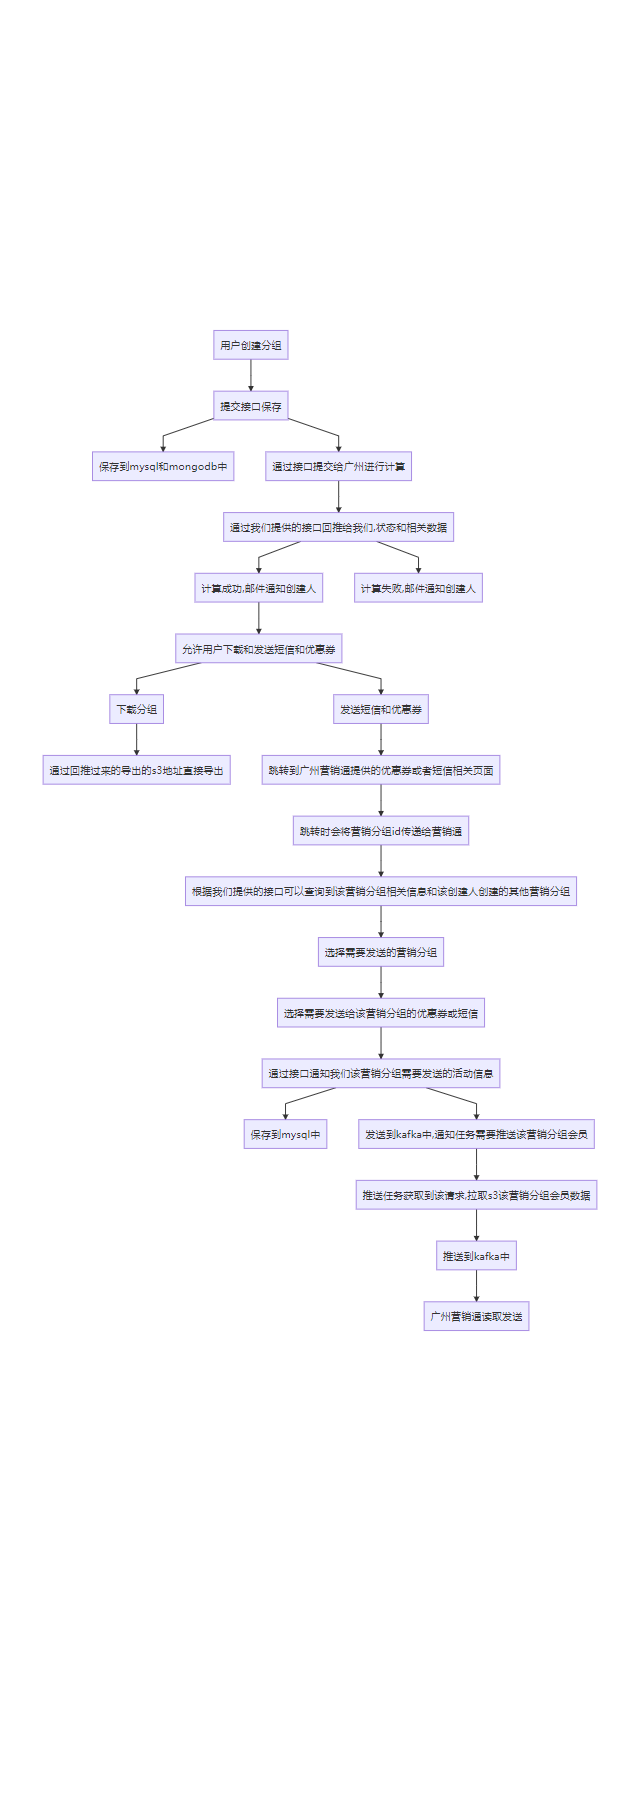 用户创建分组
提交接口保存
保存到mysql和mongodb中
通过接口提交给广州进行计算
通过我们提供的接口回推给我们,状态和相关数据
计算成功,邮件通知创建人
计算失败,邮件通知创建人
允许用户下载和发送短信和优惠券
下载分组
发送短信和优惠券
通过回推过来的导出的s3地址直接导出
跳转到广州营销通提供的优惠券或者短信相关页面
跳转时会将营销分组id传递给营销通
根据我们提供的接口可以查询到该营销分组相关信息和该创建人创建的其他营销分组
选择需要发送的营销分组
选择需要发送给该营销分组的优惠券或短信
通过接口通知我们该营销分组需要发送的活动信息
保存到mysql中
发送到kafka中,通知任务需要推送该营销分组会员
推送任务获取到该请求,拉取s3该营销分组会员数据
推送到kafka中
广州营销通读取发送